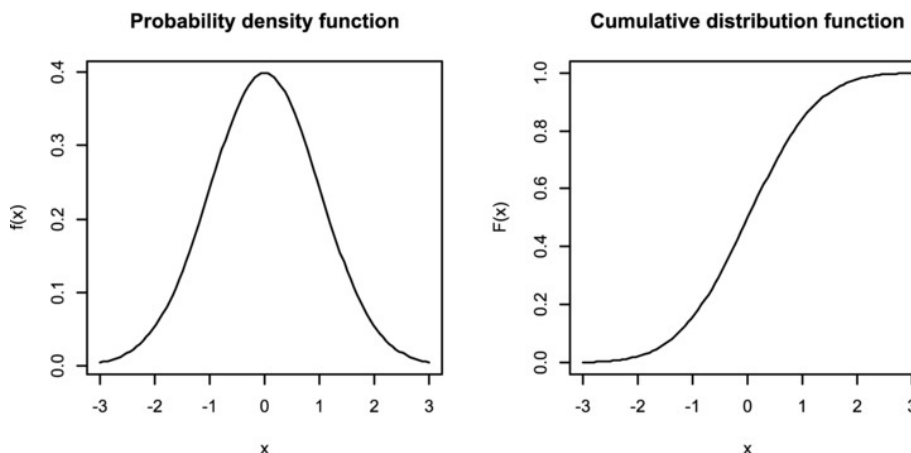 Probability density function
f(x)
0.4
0.3
0.2
0.1
0.0
-3 -2 -1 0 1 2 3
x
Cumulative distribution function
F(x)
1.0
0.8
0.6
0.4
0.2
0.0
-3 -2 -1 0 1 2 3
x